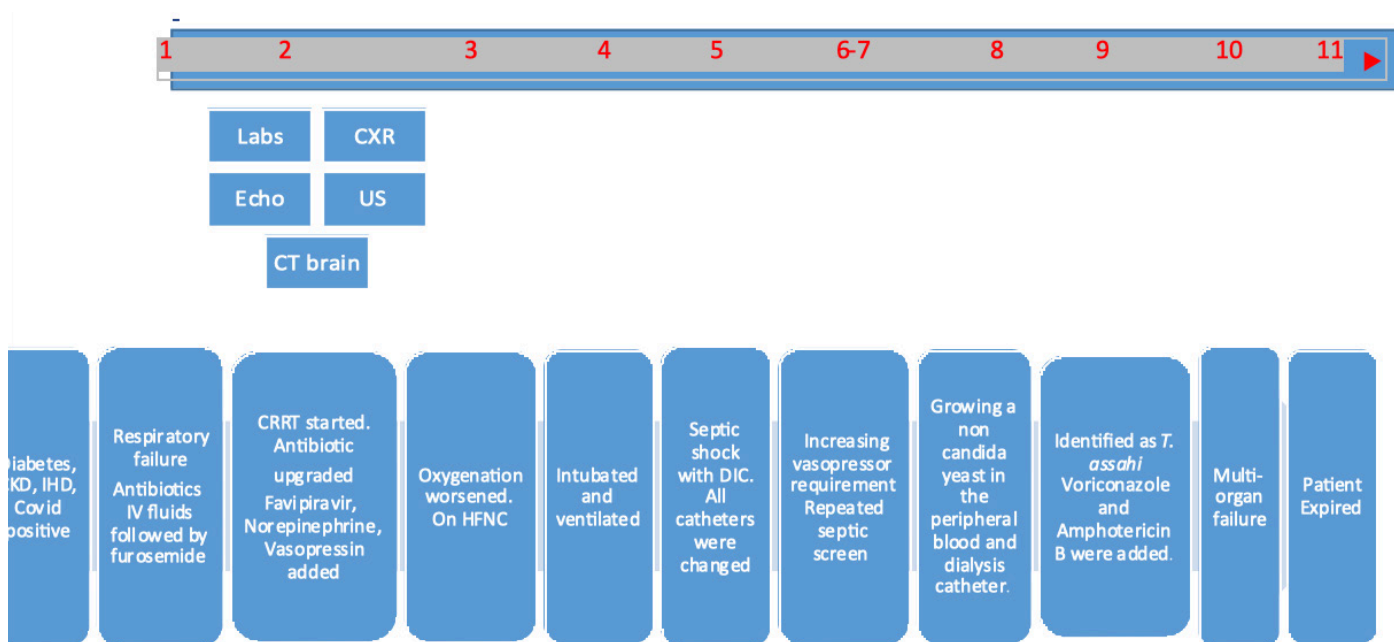 1 2 3 4 5 6-7 8 9 10 11
Labs CXR
Echo US
CT brain
Diabetes,
CKD, IHD,
Covid
positive
Respiratory
failure
Antibiotics
IV fluids
followed by
furosemide
CRRT started.
Antibiotic
upgraded
Favipiravir,
Norepinephrine,
Vasopressin
added
Oxygenation
worsened.
On HFNC
Intubated
and
ventilated
Septic
shock
with DIC.
All
catheters
were
changed
Increasing
vasopressor
requirement
Repeated
septic
screen
Growing a
non
candida
yeast in
the
peripheral
blood and
dialysis
catheter.
Identified as T.
assahi
Voriconazole
and
Amphotericin
B were added.
Multi-
organ
failure
Patient
Expired